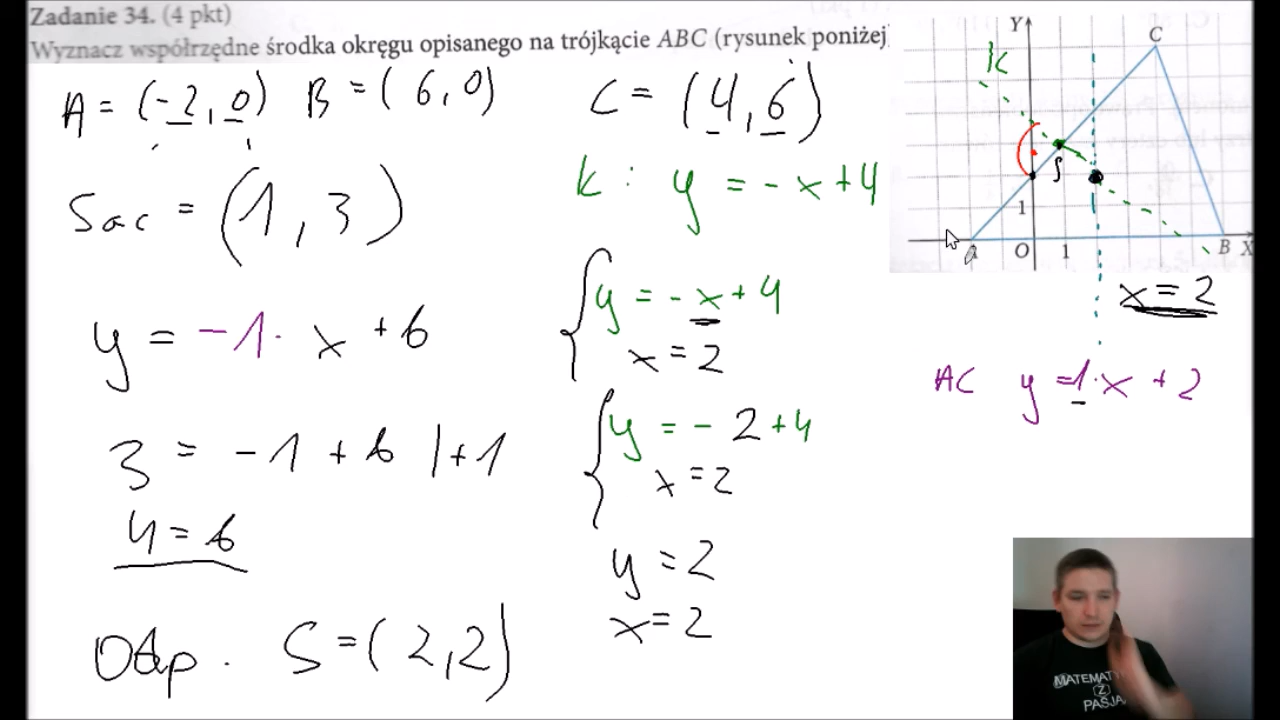 Zadanie 34. (4 pkt)
Wyznacz współrzędne środka okręgu opisanego na trójkącie ABC (rysunek poniżej
A = (-2, 0) B = (6, 0) C = (4, 6)
Sac = (1, 3)
k: y = -x+4
y = -1· x + b
y = -x + 4
x = 2
3 = -1 + b |+1
y = - 2 + 4
x = 2
4 = b
y = 2
x = 2
Odp. S = (2,2)
Y
C
k
S
1
A
O
1
B
X
x = 2
AC y = 1·x + 2
MATEMATY
Z
PASJĄ